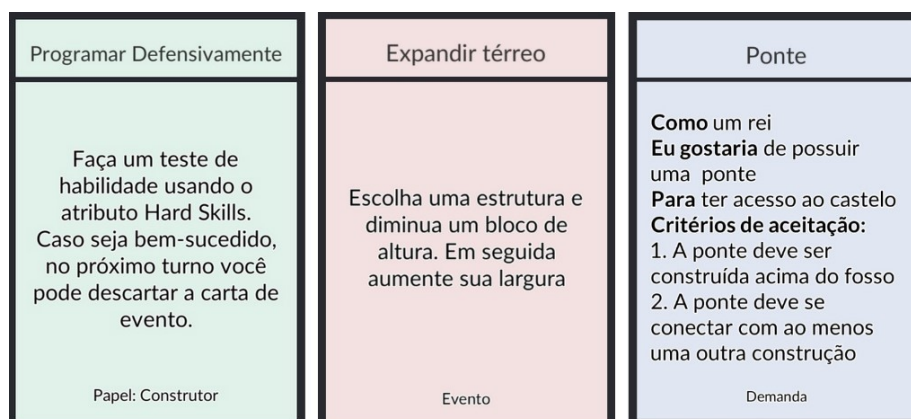 Programar Defensivamente
Faça um teste de
habilidade usando o
atributo Hard Skills.
Caso seja bem-sucedido,
no próximo turno você
pode descartar a carta de
evento.
Papel: Construtor
Expandir térreo
Escolha uma estrutura e
diminua um bloco de
altura. Em seguida
aumente sua largura
Evento
Ponte
Como um rei
Eu gostaria de possuir
uma ponte
Para ter acesso ao castelo
Critérios de aceitação:
1. A ponte deve ser
construída acima do fosso
2. A ponte deve se
conectar com ao menos
uma outra construção
Demanda